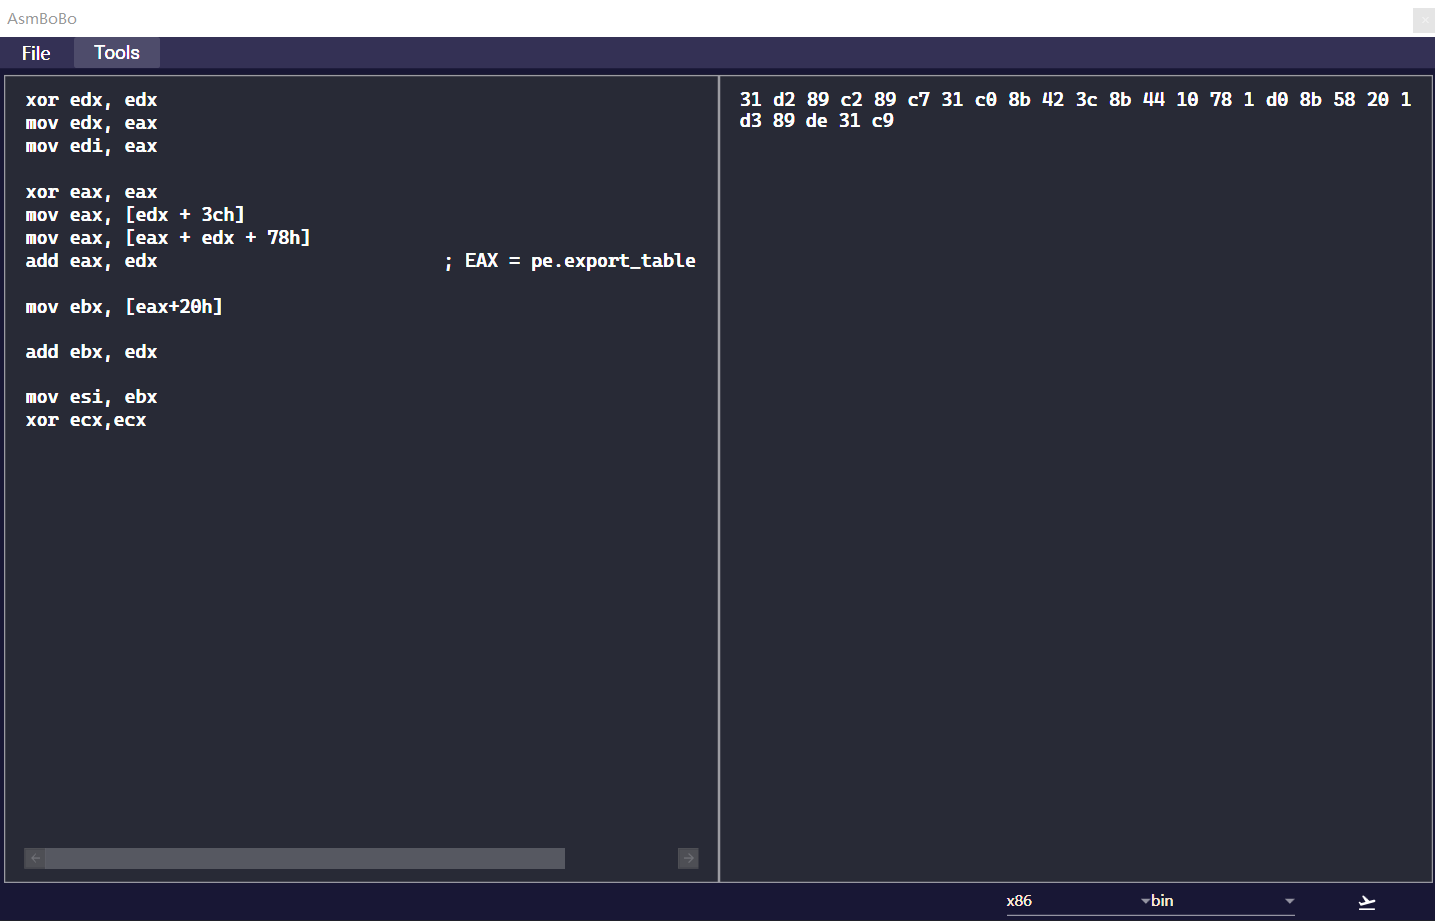 AsmBoBo
File Tools
xor edx, edx
mov edx, eax
mov edi, eax
xor eax, eax
mov eax, [edx + 3ch]
mov eax, [eax + edx + 78h]
add eax, edx ; EAX = pe.export_table
mov ebx, [eax+20h]
add ebx, edx
mov esi, ebx
xor ecx,ecx
31 d2 89 c2 89 c7 31 c0 8b 42 3c 8b 44 10 78 1 d0 8b 58 20 1
d3 89 de 31 c9
x86 bin